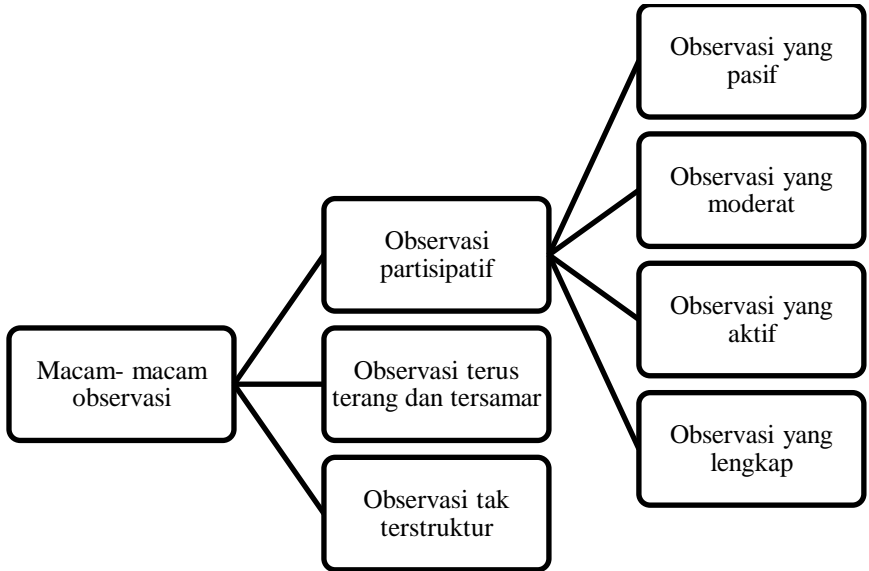 Macam- macam
observasi
Observasi
partisipatif
Observasi terus
terang dan tersamar
Observasi tak
terstruktur
Observasi yang
pasif
Observasi yang
moderat
Observasi yang
aktif
Observasi yang
lengkap